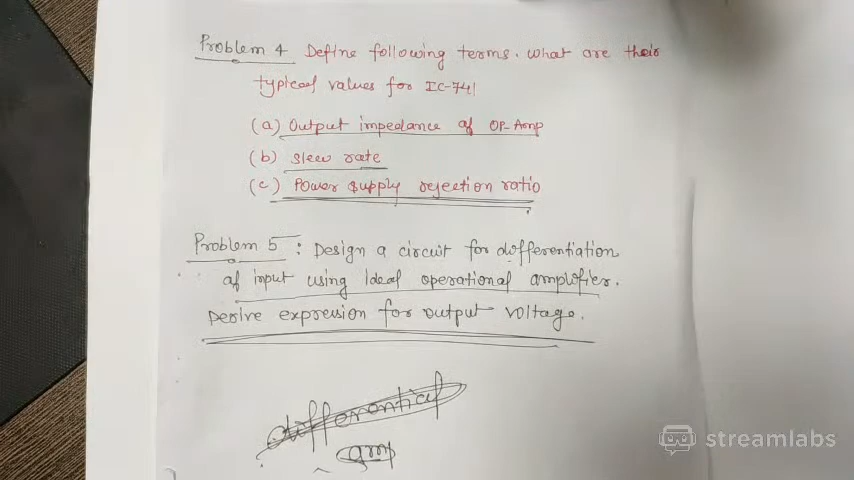 Problem 4 Define following terms. What are their
typical values for IC-741
(a) Output impedance of OP-Amp
(b) Slew rate
(c) Power supply rejection ratio
Problem 5 : Design a circuit for differentiation
of input using Ideal operational amplifier.
Derive expression for output voltage.
differential
amp
streamlabs